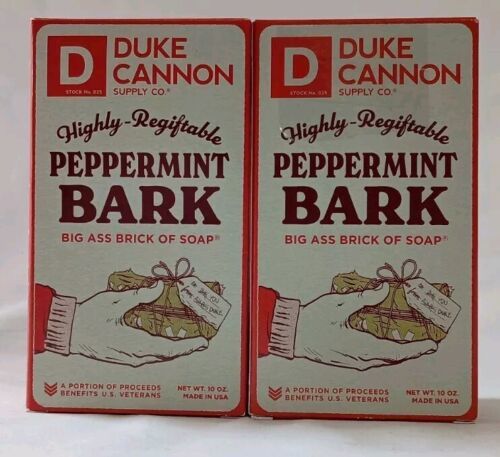 D
STOCK No. 025
DUKE
CANNON
SUPPLY CO.®
Highly-Regiftable
PEPPERMINT
BARK
BIG ASS BRICK OF SOAP®
A PORTION OF PROCEEDS
BENEFITS U.S. VETERANS
NET WT. 10 OZ.
MADE IN USA
D
STOCK No. 025
DUKE
CANNON
SUPPLY CO.®
Highly-Regiftable
PEPPERMINT
BARK
BIG ASS BRICK OF SOAP®
A PORTION OF PROCEEDS
BENEFITS U.S. VETERANS
NET WT. 10 OZ.
MADE IN USA